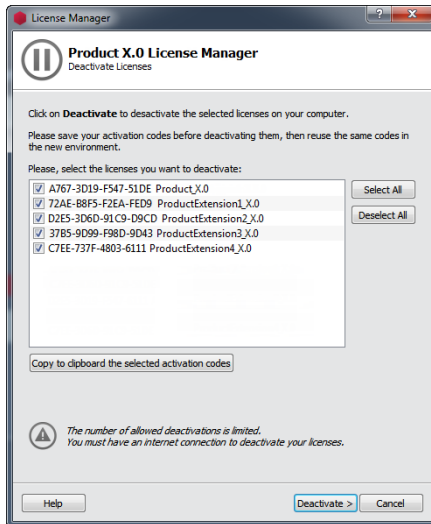 License Manager
Product X.0 License Manager
Deactivate Licenses
Click on Deactivate to desactivate the selected licenses on your computer.
Please save your activation codes before deactivating them, then reuse the same codes in
the new environment.
Please, select the licenses you want to deactivate:
A767-3D19-F547-51DE Product_X.0
72AE-B8F5-F2EA-FED9 ProductExtension1_X.0
D2E5-3D6D-91C9-D9CD ProductExtension2_X.0
37B5-9D99-F98D-9D43 ProductExtension3_X.0
C7EE-737F-4803-6111 ProductExtension4_X.0
Select All
Deselect All
Copy to clipboard the selected activation codes
The number of allowed deactivations is limited.
You must have an internet connection to deactivate your licenses.
Help
Deactivate >
Cancel